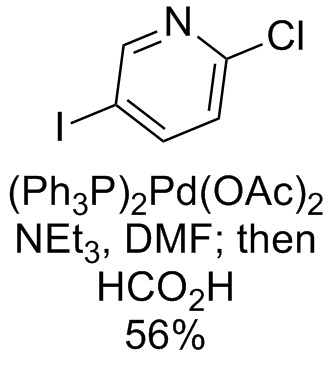 N
Cl
I
(Ph₃P)₂Pd(OAc)₂
NEt₃, DMF; then
HCO₂H
56%